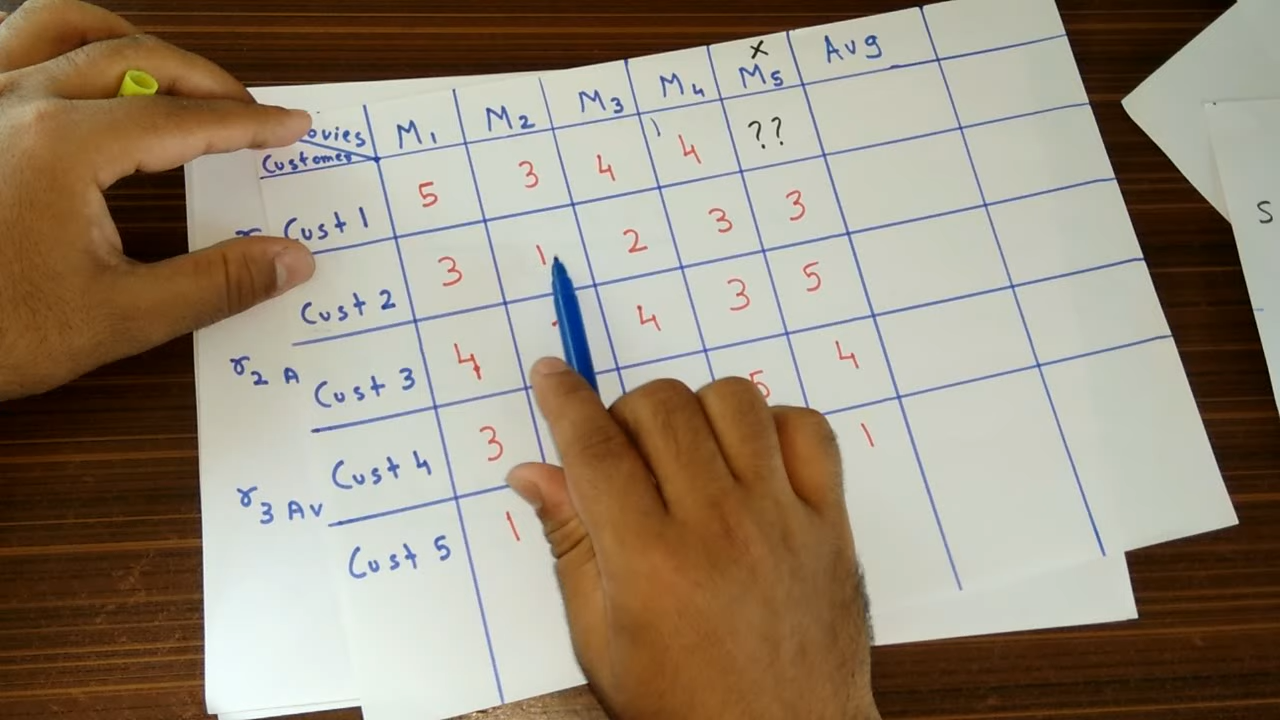 Movies M1 M2 M3 M4 x M5 Avg
Customer
Cust 1 5 3 4 4 ??
Cust 2 3 1 2 3 3
r2 A Cust 3 4 4 3 5
Cust 4 3 5 4
r3 Av Cust 5 1 1
S